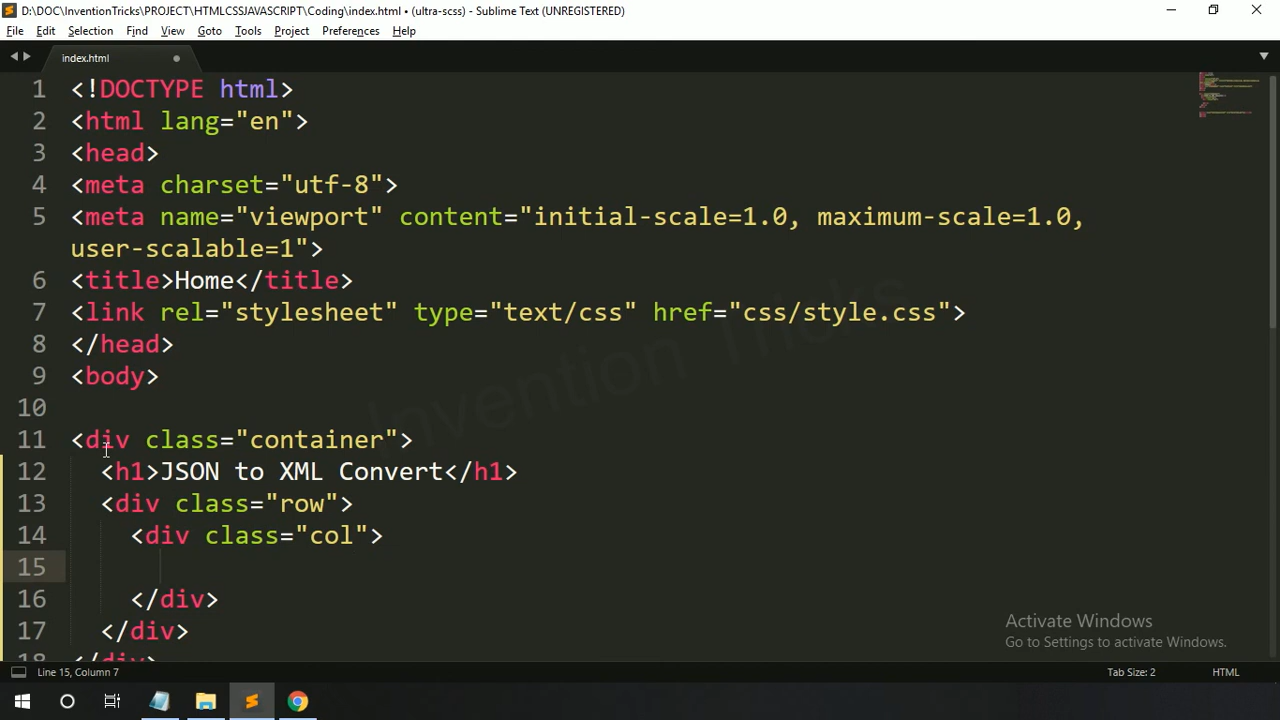 D:\DOC\InventionTricks\PROJECT\HTMLCSSJAVASCRIPT\Coding\index.html • (ultra-scss) - Sublime Text (UNREGISTERED)
File Edit Selection Find View Goto Tools Project Preferences Help
index.html
1 <!DOCTYPE html>
2 <html lang="en">
3 <head>
4 <meta charset="utf-8">
5 <meta name="viewport" content="initial-scale=1.0, maximum-scale=1.0,
user-scalable=1">
6 <title>Home</title>
7 <link rel="stylesheet" type="text/css" href="css/style.css">
8 </head>
9 <body>
10
11 <div class="container">
12 <h1>JSON to XML Convert</h1>
13 <div class="row">
14 <div class="col">
15
16 </div>
17 </div>
18 </div>
Invention Tricks
Activate Windows
Go to Settings to activate Windows.
Line 15, Column 7 Tab Size: 2 HTML